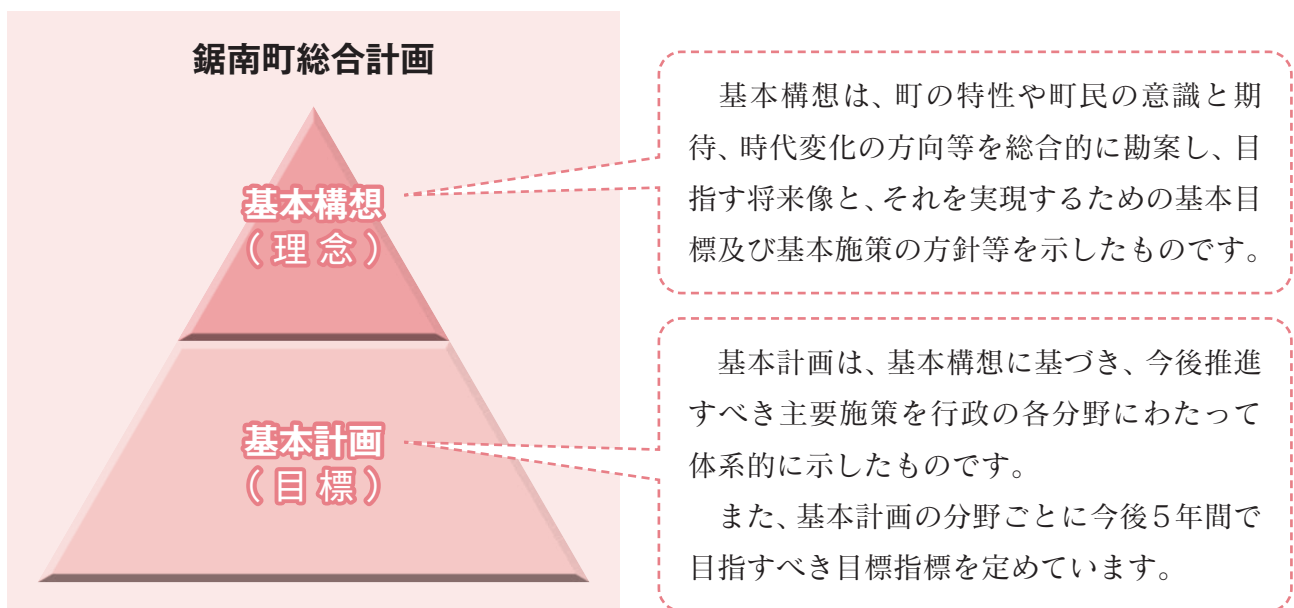 鋸南町総合計画
基本構想
（理念）
基本構想は、町の特性や町民の意識と期
待、時代変化の方向等を総合的に勘案し、目
指す将来像と、それを実現するための基本目
標及び基本施策の方針等を示したものです。
基本計画
（目標）
基本計画は、基本構想に基づき、今後推進
すべき主要施策を行政の各分野にわたって
体系的に示したものです。
また、基本計画の分野ごとに今後５年間で
目指すべき目標指標を定めています。